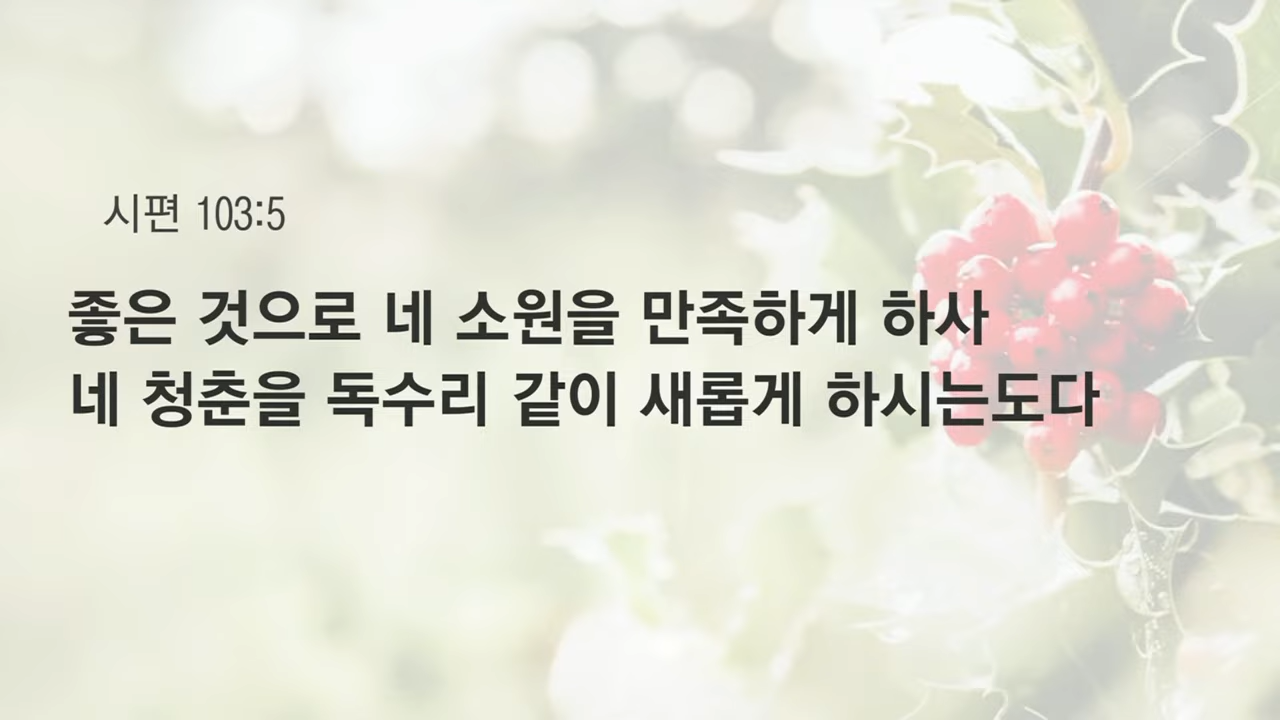 시편 103:5
좋은 것으로 네 소원을 만족하게 하사
네 청춘을 독수리 같이 새롭게 하시는도다